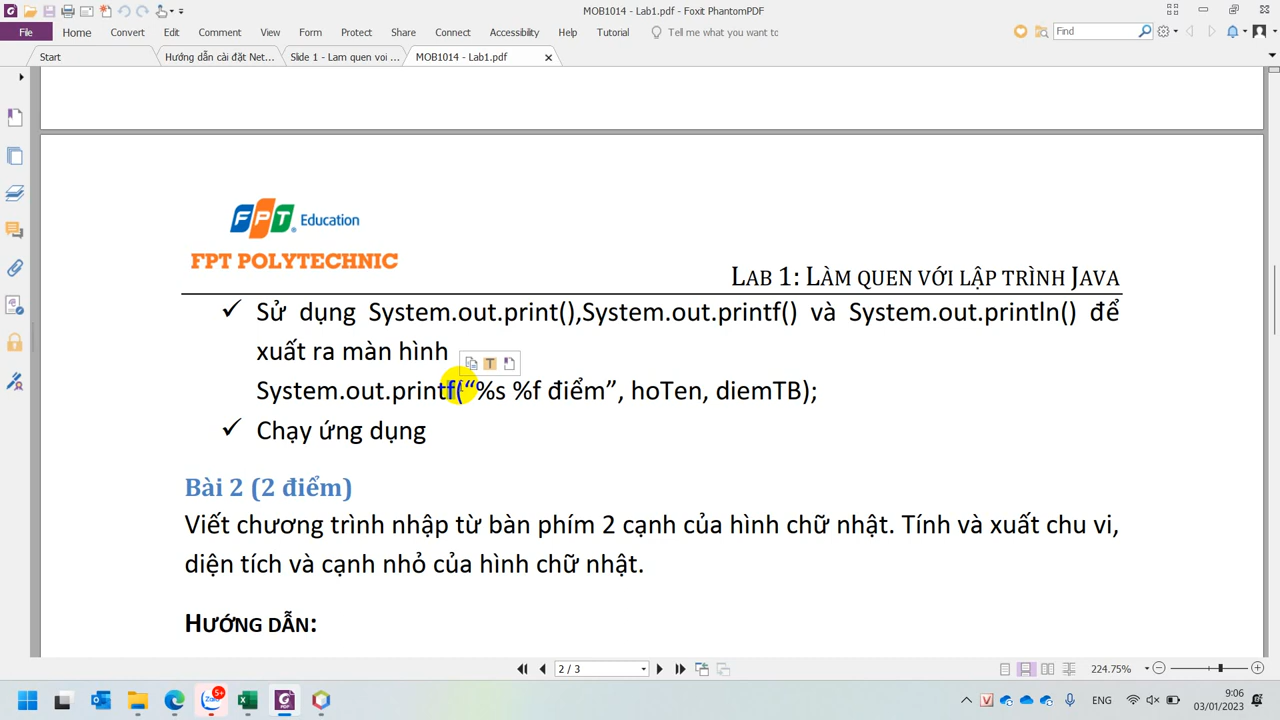 MOB1014 - Lab1.pdf - Foxit PhantomPDF
File Home Convert Edit Comment View Form Protect Share Connect Accessibility Help Tutorial Tell me what you want to Find
Start Hướng dẫn cài đặt Net... Slide 1 - Lam quen voi ... MOB1014 - Lab1.pdf
FPT Education
FPT POLYTECHNIC
LAB 1: LÀM QUEN VỚI LẬP TRÌNH JAVA
✓ Sử dụng System.out.print(),System.out.printf() và System.out.println() để
xuất ra màn hình
System.out.printf(“%s %f điểm”, hoTen, diemTB);
✓ Chạy ứng dụng
Bài 2 (2 điểm)
Viết chương trình nhập từ bàn phím 2 cạnh của hình chữ nhật. Tính và xuất chu vi,
diện tích và cạnh nhỏ của hình chữ nhật.
HƯỚNG DẪN:
2 / 3 224.75%
Zalo 5+ PDF ENG 9:06
03/01/2023